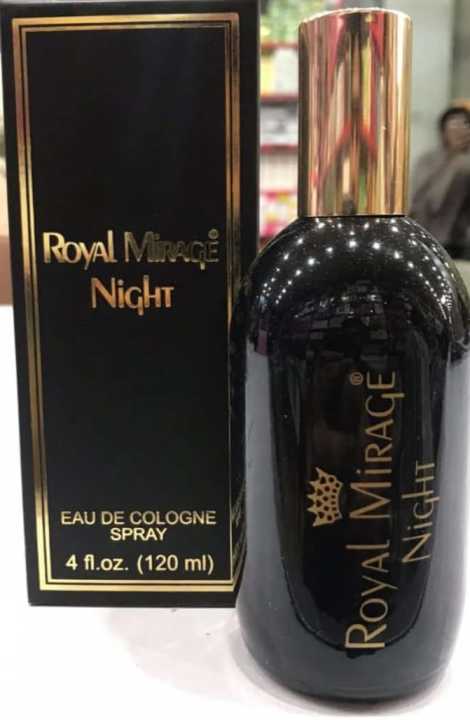 ROYAL MIRAGE
NIGHT
EAU DE COLOGNE
SPRAY
4 fl.oz. (120 ml)
ROYAL MIRAGE®
NIGHT